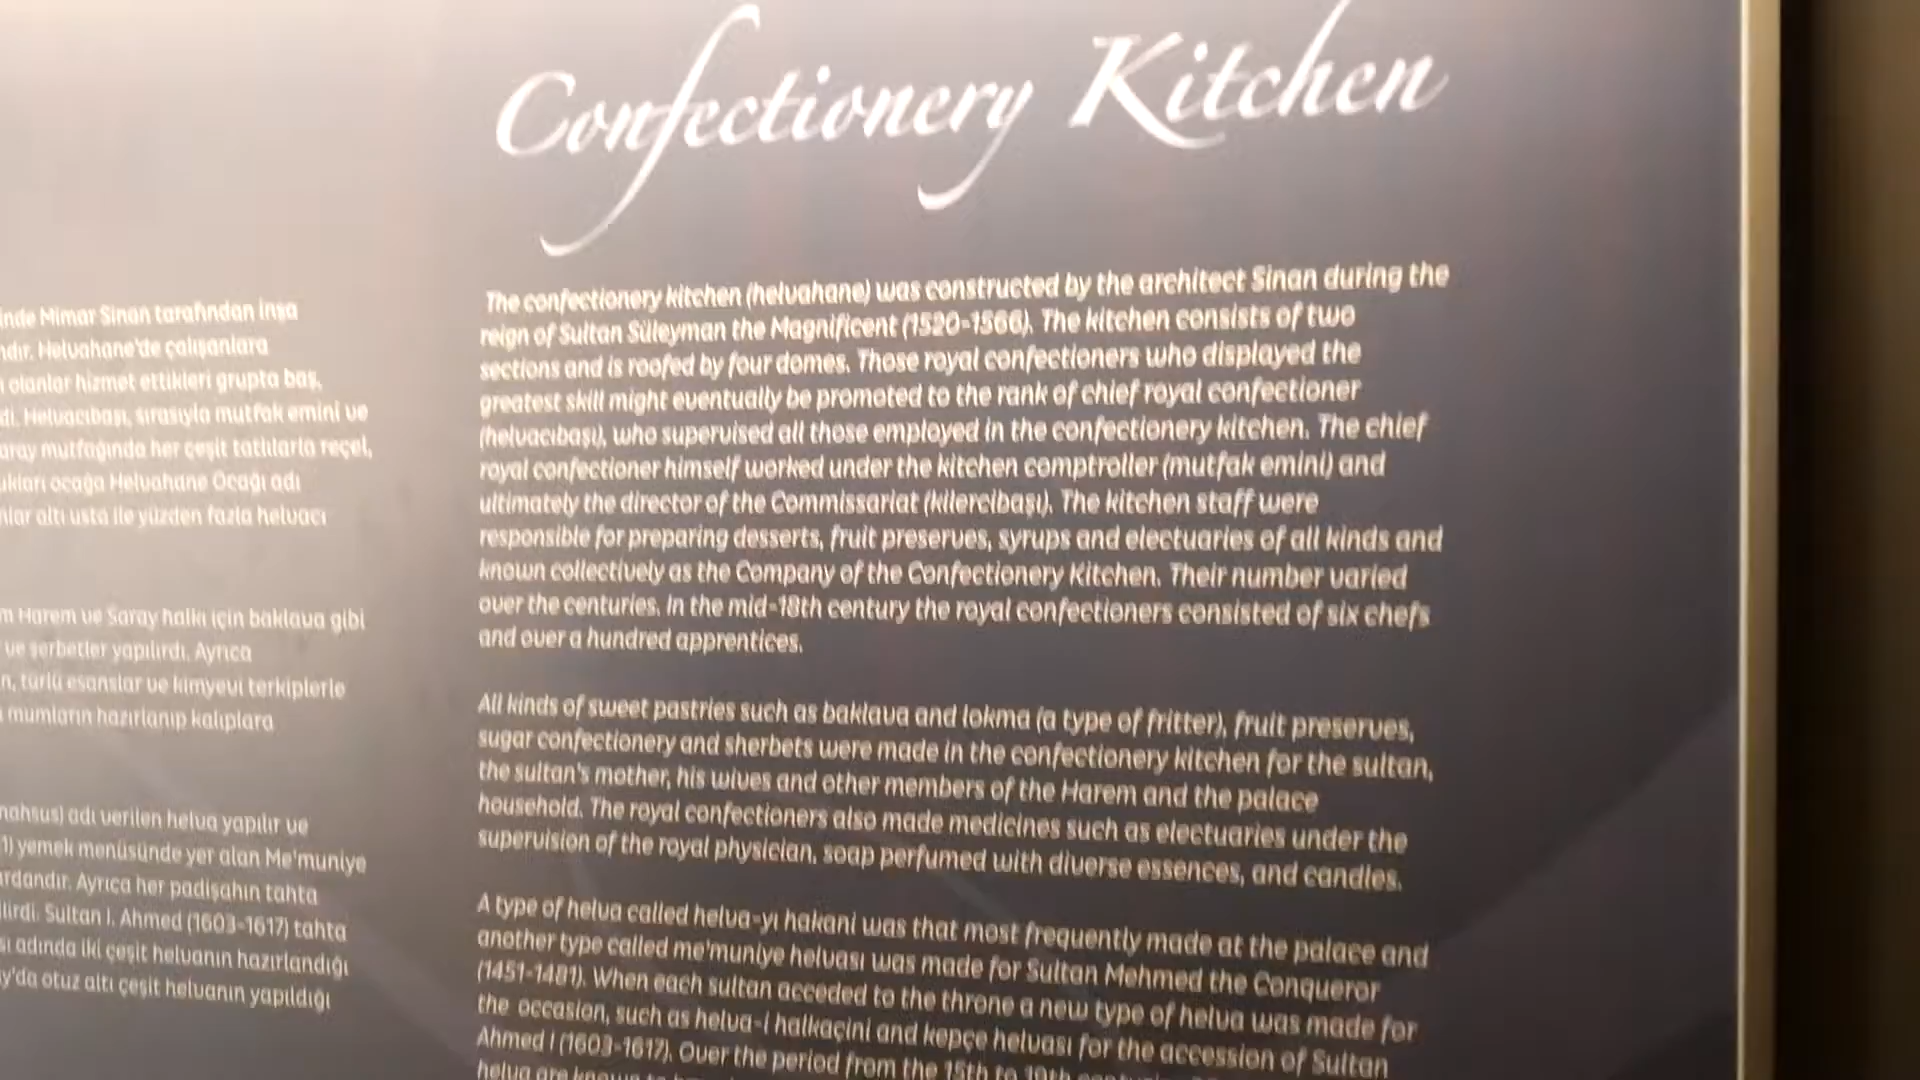 Confectionery Kitchen
inde Mimar Sinan tarafından inşa
ndır. Helvahane'de çalışanlara
olanlar hizmet ettikleri grupta baş,
di. Helvacıbaşı, sırasıyla mutfak emini ve
aray mutfağında her çeşit tatlılarla reçel,
ukları ocağa Helvahane Ocağı adı
nlar altı usta ile yüzden fazla helvacı
m Harem ve Saray halkı için baklava gibi
ve şerbetler yapılırdı. Ayrıca
n, türlü esanslar ve kimyevi terkiplerle
mumların hazırlanıp kalıplara
mahsus) adı verilen helva yapılır ve
1) yemek menüsünde yer alan Me'muniye
ardandır. Ayrıca her padişahın tahta
ilirdi. Sultan I. Ahmed (1603-1617) tahta
sı adında iki çeşit helvanın hazırlandığı
y'da otuz altı çeşit helvanın yapıldığı
The confectionery kitchen (helvahane) was constructed by the architect Sinan during the
reign of Sultan Süleyman the Magnificent (1520-1566). The kitchen consists of two
sections and is roofed by four domes. Those royal confectioners who displayed the
greatest skill might eventually be promoted to the rank of chief royal confectioner
(helvacıbaşı), who supervised all those employed in the confectionery kitchen. The chief
royal confectioner himself worked under the kitchen comptroller (mutfak emini) and
ultimately the director of the Commissariat (kilercibaşı). The kitchen staff were
responsible for preparing desserts, fruit preserves, syrups and electuaries of all kinds and
known collectively as the Company of the Confectionery Kitchen. Their number varied
over the centuries. In the mid-18th century the royal confectioners consisted of six chefs
and over a hundred apprentices.
All kinds of sweet pastries such as baklava and lokma (a type of fritter), fruit preserves,
sugar confectionery and sherbets were made in the confectionery kitchen for the sultan,
the sultan's mother, his wives and other members of the Harem and the palace
household. The royal confectioners also made medicines such as electuaries under the
supervision of the royal physician, soap perfumed with diverse essences, and candles.
A type of helva called helva-yı hakani was that most frequently made at the palace and
another type called me'muniye helvası was made for Sultan Mehmed the Conqueror
(1451-1481). When each sultan acceded to the throne a new type of helva was made for
the occasion, such as helva-i halkaçini and kepçe helvası for the accession of Sultan
Ahmed I (1603-1617). Over the period from the 15th to 19th
helva are known to